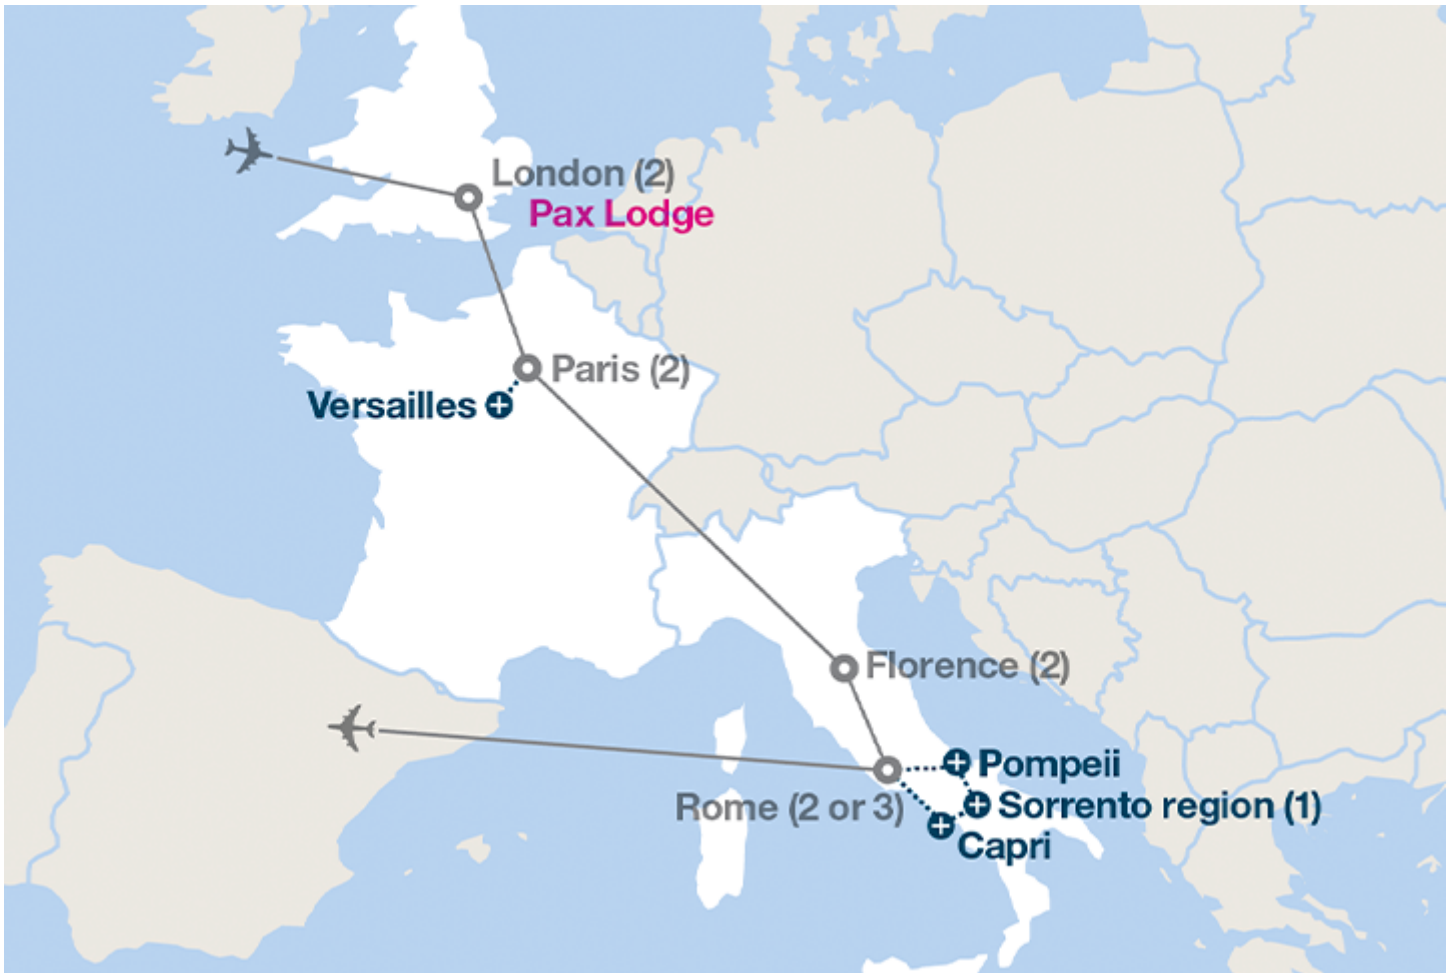 London (2)
Pax Lodge
Paris (2)
Versailles
Florence (2)
Pompeii
Rome (2 or 3)
Sorrento region (1)
Capri